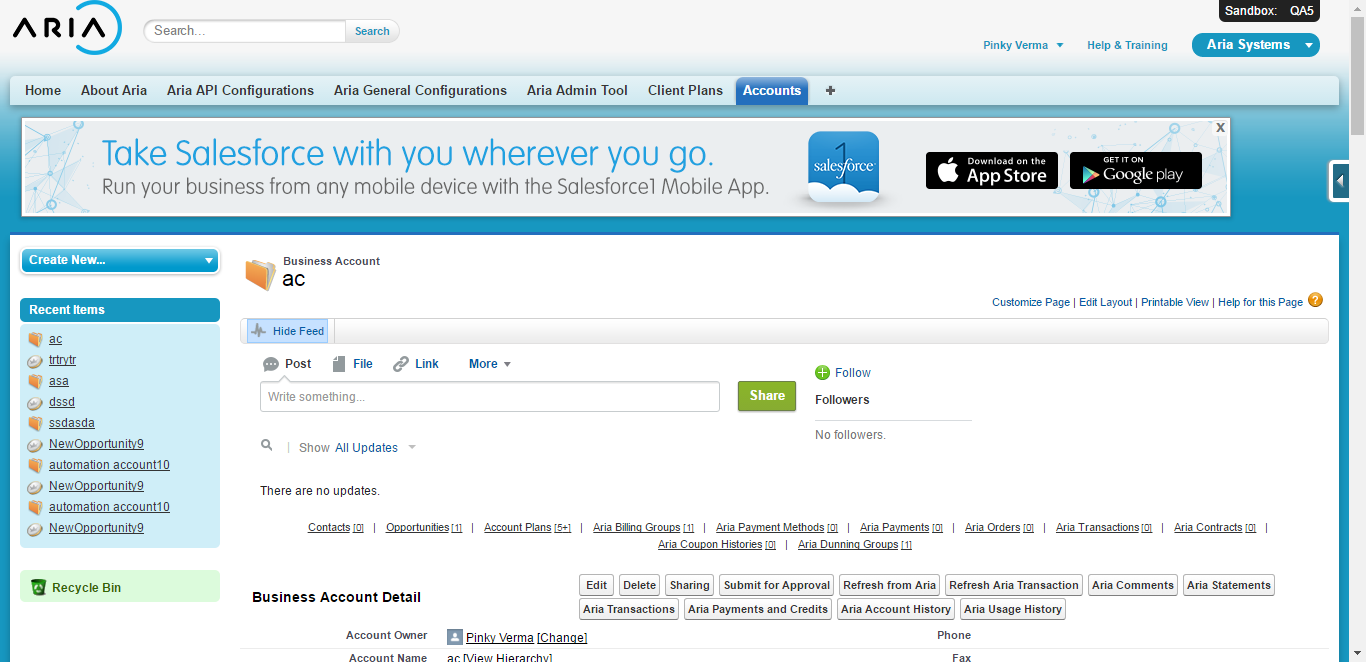 Sandbox: QA5
ARIA
Search...
Search
Pinky Verma
Help & Training
Aria Systems
Home
About Aria
Aria API Configurations
Aria General Configurations
Aria Admin Tool
Client Plans
Accounts
+
Take Salesforce with you wherever you go.
Run your business from any mobile device with the Salesforce1 Mobile App.
1
salesforce
Download on the
App Store
GET IT ON
Google play
X
Create New...
Recent Items
ac
trtrytr
asa
dssd
ssdasda
NewOpportunity9
automation account10
NewOpportunity9
automation account10
NewOpportunity9
Recycle Bin
Business Account
ac
Customize Page | Edit Layout | Printable View | Help for this Page ?
Hide Feed
Post
File
Link
More
Write something...
Share
Follow
Followers
No followers.
Show All Updates
There are no updates.
Contacts [0] | Opportunities [1] | Account Plans [5+] | Aria Billing Groups [1] | Aria Payment Methods [0] | Aria Payments [0] | Aria Orders [0] | Aria Transactions [0] | Aria Contracts [0] |
Aria Coupon Histories [0] | Aria Dunning Groups [1]
Business Account Detail
Edit
Delete
Sharing
Submit for Approval
Refresh from Aria
Refresh Aria Transaction
Aria Comments
Aria Statements
Aria Transactions
Aria Payments and Credits
Aria Account History
Aria Usage History
Account Owner
Pinky Verma [Change]
Phone
Account Name
ac [View Hierarchy]
Fax